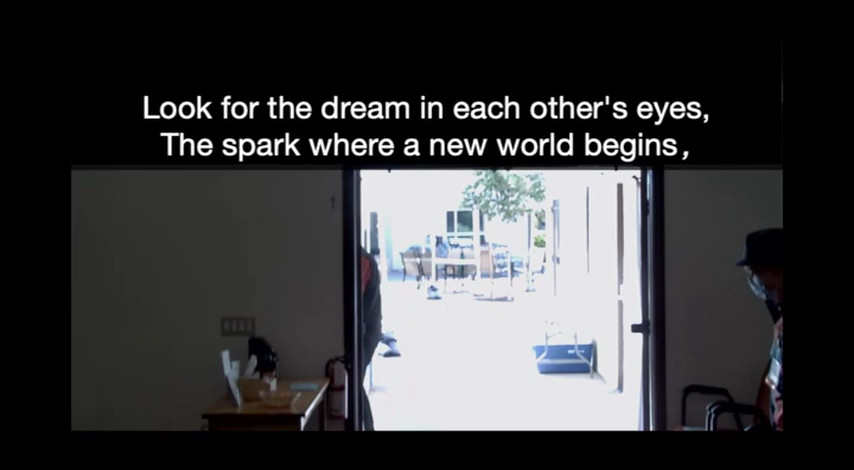 Look for the dream in each other's eyes,
The spark where a new world begins,